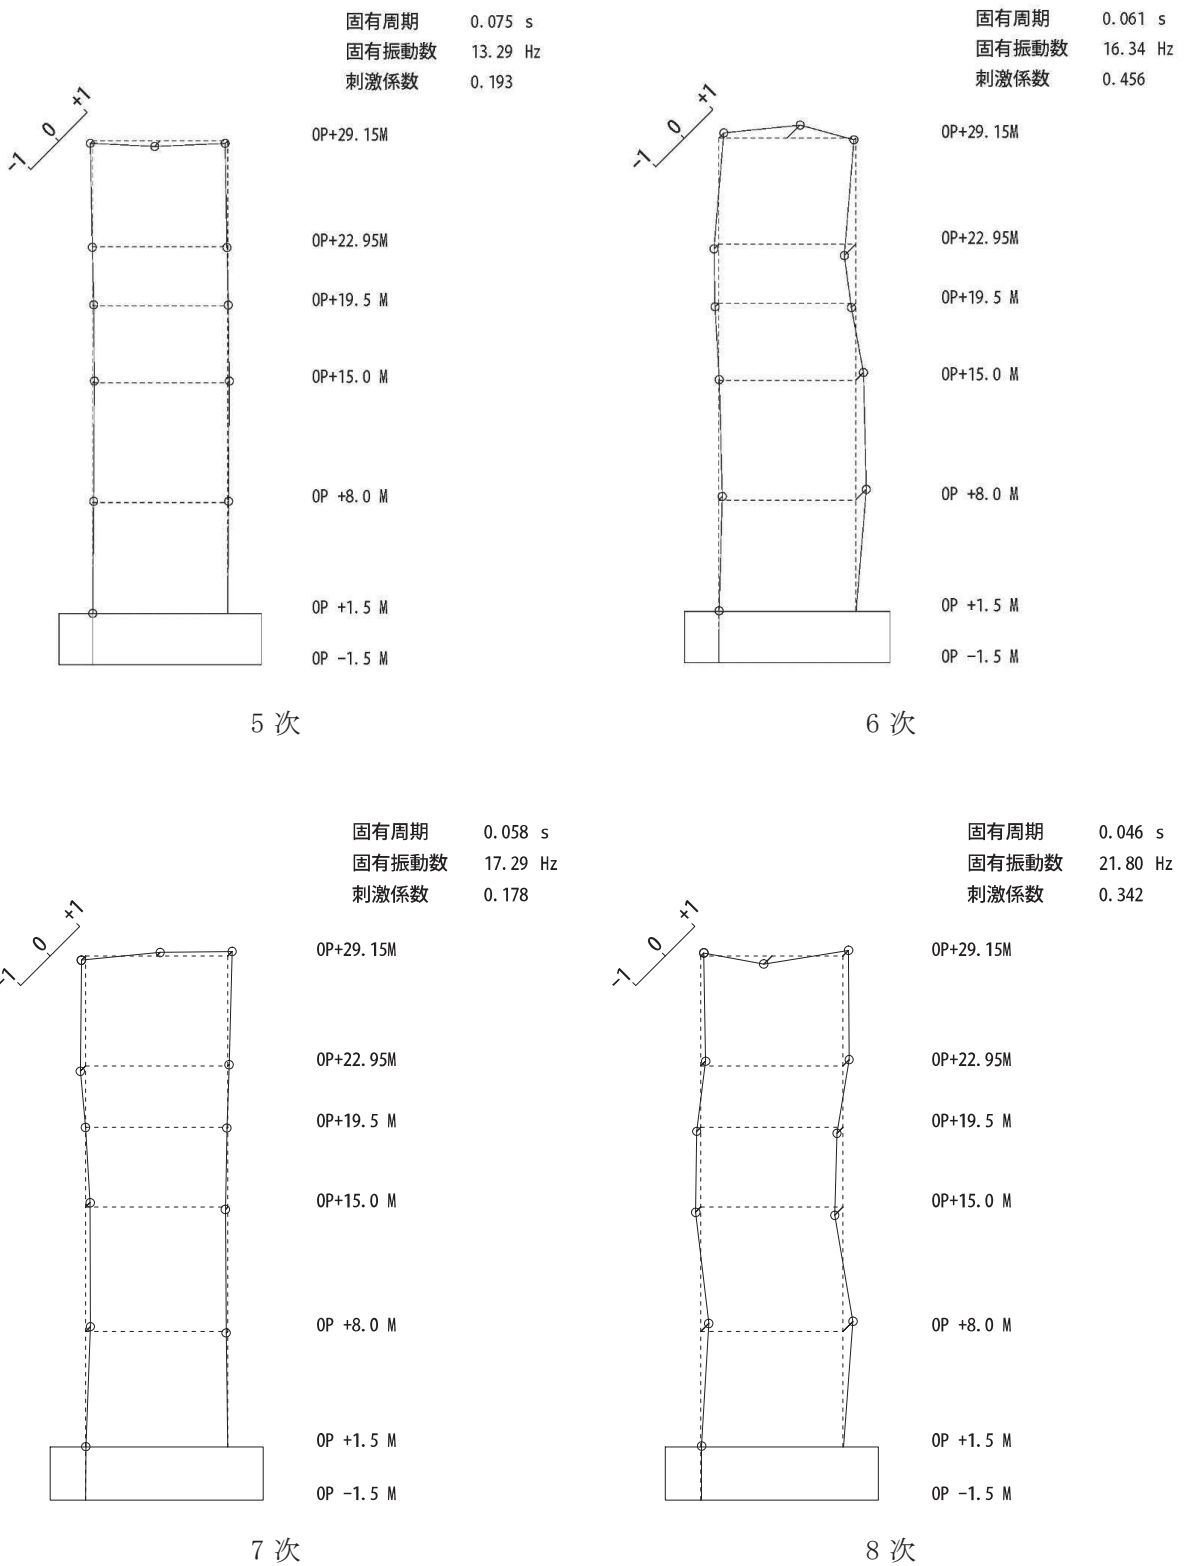 固有周期 0.075 s
固有振動数 13.29 Hz
刺激係数 0.193
+1
0
-1
OP+29.15M
OP+22.95M
OP+19.5 M
OP+15.0 M
OP +8.0 M
OP +1.5 M
OP -1.5 M
5 次
固有周期 0.061 s
固有振動数 16.34 Hz
刺激係数 0.456
+1
0
-1
OP+29.15M
OP+22.95M
OP+19.5 M
OP+15.0 M
OP +8.0 M
OP +1.5 M
OP -1.5 M
6 次
固有周期 0.058 s
固有振動数 17.29 Hz
刺激係数 0.178
+1
0
-1
OP+29.15M
OP+22.95M
OP+19.5 M
OP+15.0 M
OP +8.0 M
OP +1.5 M
OP -1.5 M
7 次
固有周期 0.046 s
固有振動数 21.80 Hz
刺激係数 0.342
+1
0
-1
OP+29.15M
OP+22.95M
OP+19.5 M
OP+15.0 M
OP +8.0 M
OP +1.5 M
OP -1.5 M
8 次